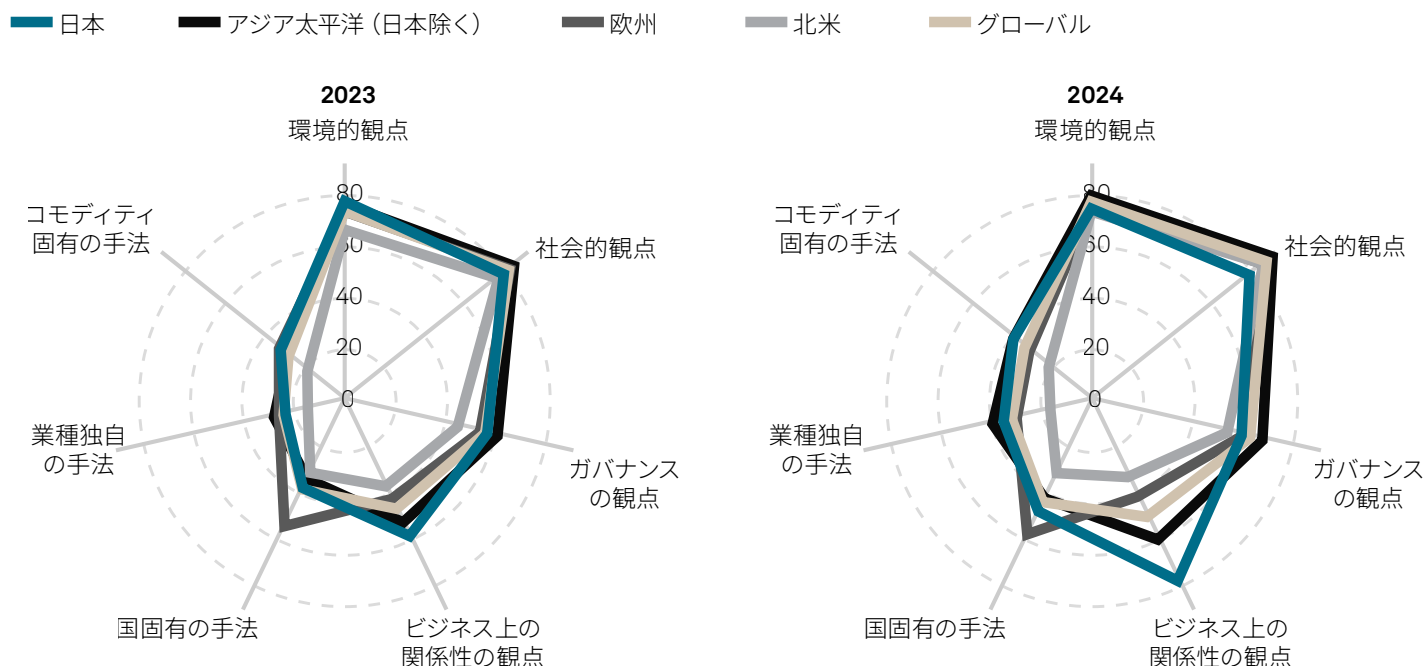 日本
アジア太平洋（日本除く）
欧州
北米
グローバル
2023
環境的観点
80
60
40
20
0
社会的観点
ガバナンス
の観点
ビジネス上の
関係性の観点
国固有の手法
業種独自
の手法
コモディティ
固有の手法
2024
環境的観点
80
60
40
20
0
社会的観点
ガバナンス
の観点
ビジネス上の
関係性の観点
国固有の手法
業種独自
の手法
コモディティ
固有の手法